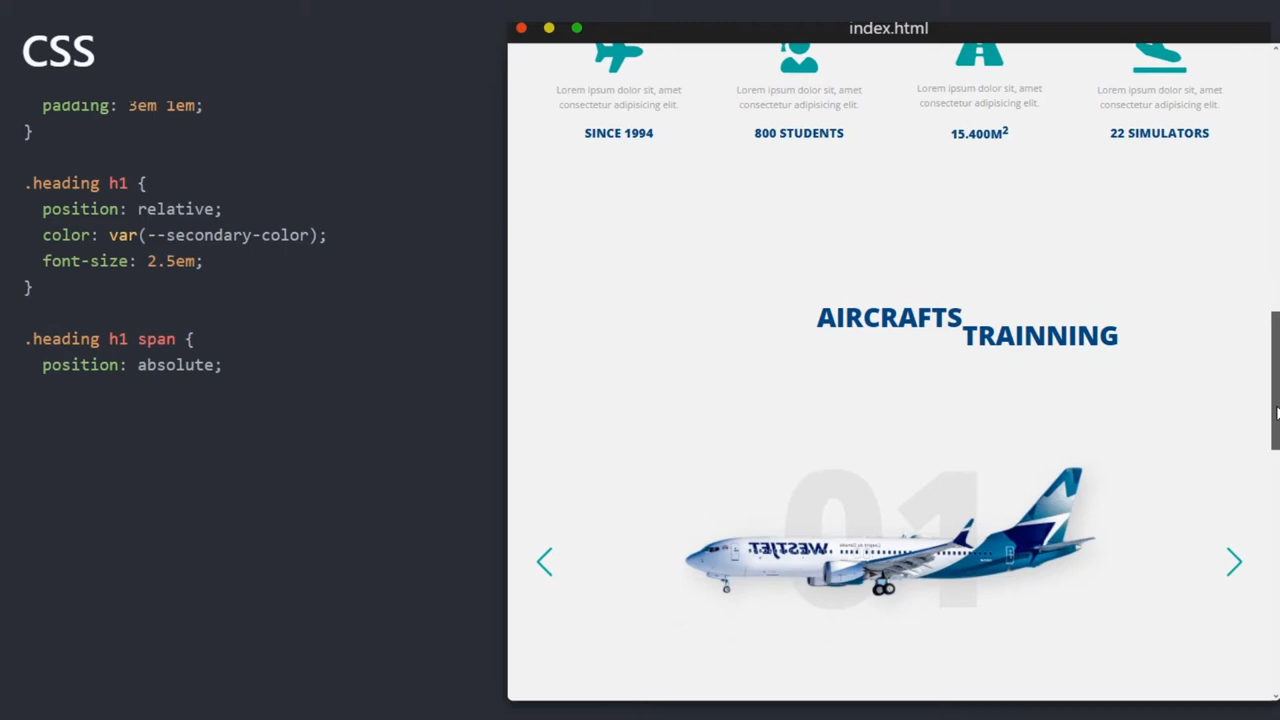 CSS
padding: 3em 1em;
}
.heading h1 {
position: relative;
color: var(--secondary-color);
font-size: 2.5em;
}
.heading h1 span {
position: absolute;
index.html
Lorem ipsum dolor sit, amet
consectetur adipisicing elit.
SINCE 1994
Lorem ipsum dolor sit, amet
consectetur adipisicing elit.
800 STUDENTS
Lorem ipsum dolor sit, amet
consectetur adipisicing elit.
15.400M²
Lorem ipsum dolor sit, amet
consectetur adipisicing elit.
22 SIMULATORS
AIRCRAFTS
TRAINNING
01
WESTJET